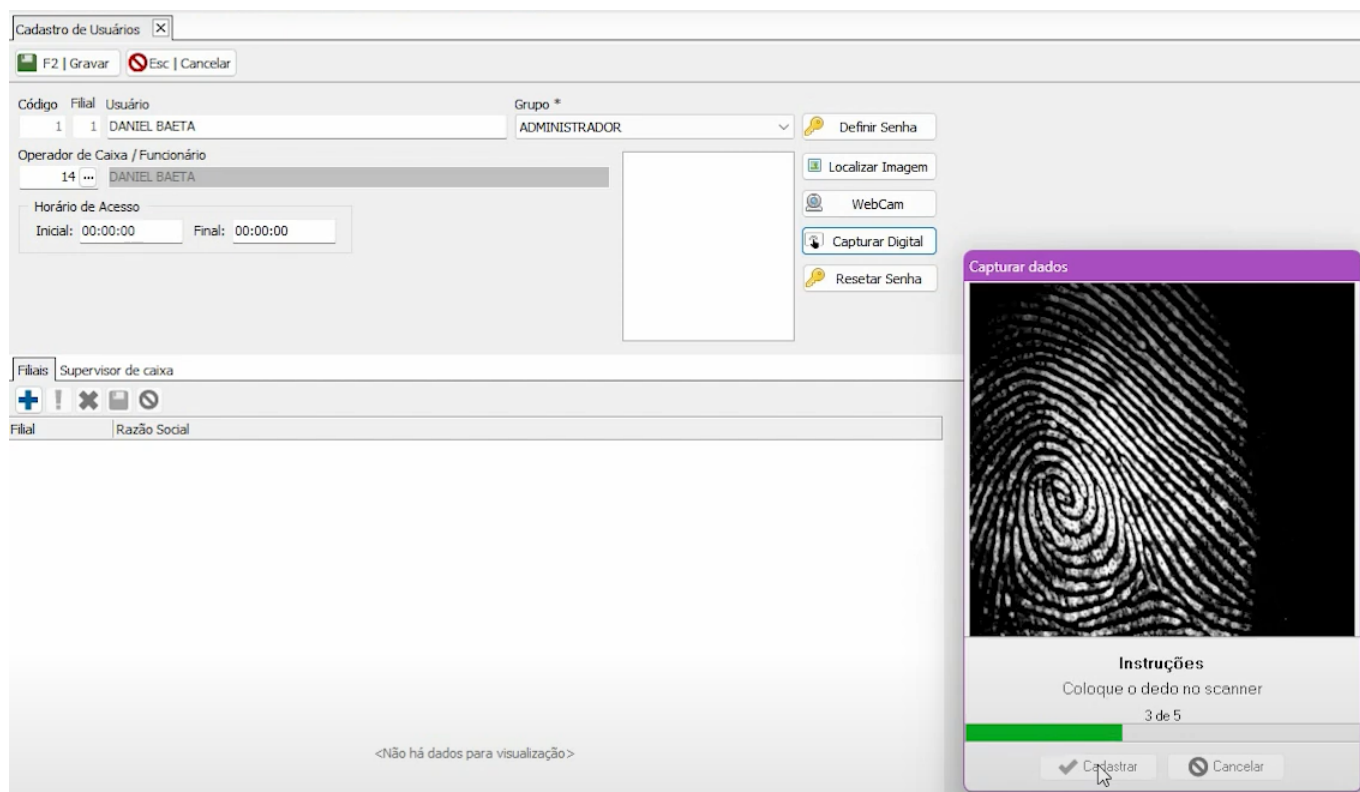 Cadastro de Usuários
F2 | Gravar Esc | Cancelar
Código Filial Usuário Grupo *
1 1 DANIEL BAETA ADMINISTRADOR Definir Senha
Operador de Caixa / Funcionário
14 ... DANIEL BAETA
Localizar Imagem
Horário de Acesso
WebCam
Inicial: 00:00:00 Final: 00:00:00
Capturar Digital
Resetar Senha
Capturar dados
Filiais Supervisor de caixa
Filial Razão Social
Instruções
Coloque o dedo no scanner
3 de 5
<Não há dados para visualização>
Cadastrar Cancelar